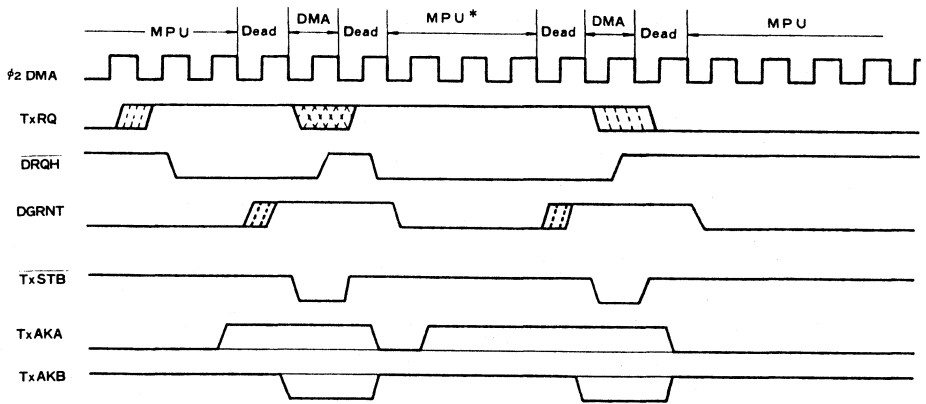 MPU Dead DMA Dead MPU* Dead DMA Dead MPU
φ2 DMA
TxRQ
DRQH
DGRNT
TxSTB
TxAKA
TxAKB